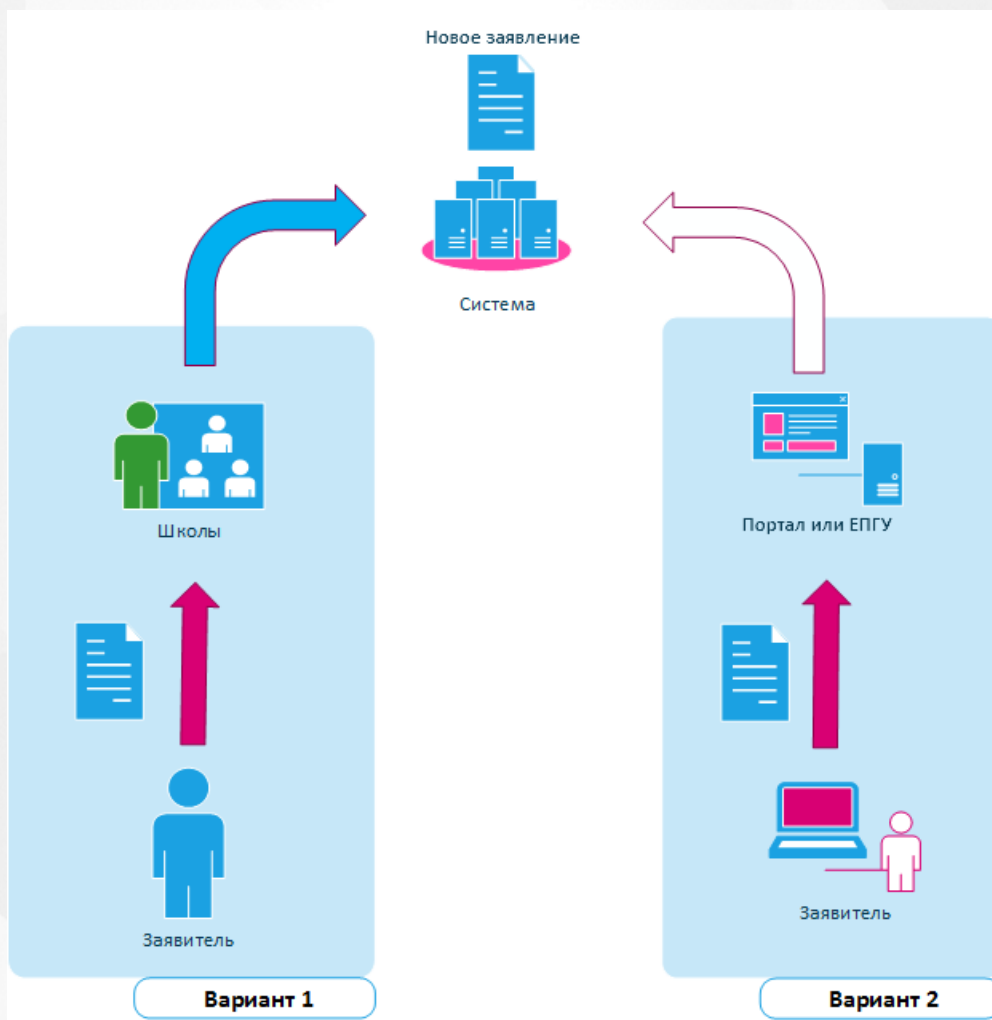 Новое заявление
Система
Школы
Портал или ЕПГУ
Заявитель
Заявитель
Вариант 1
Вариант 2